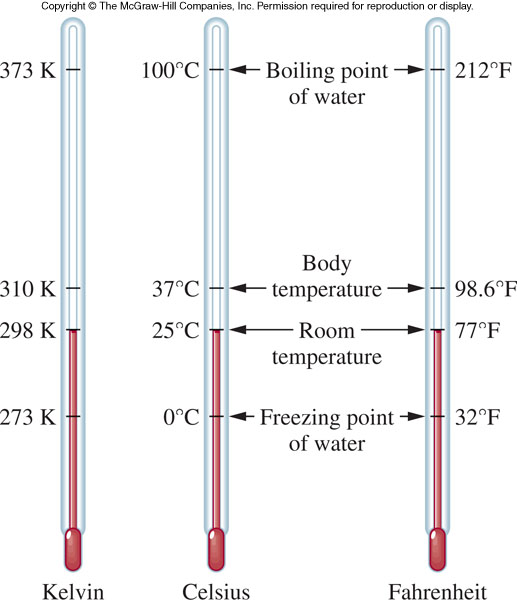 Copyright © The McGraw-Hill Companies, Inc. Permission required for reproduction or display.
373 K 100°C Boiling point 212°F
of water
Body
310 K 37°C temperature 98.6°F
298 K 25°C Room 77°F
temperature
273 K 0°C Freezing point 32°F
of water
Kelvin Celsius Fahrenheit